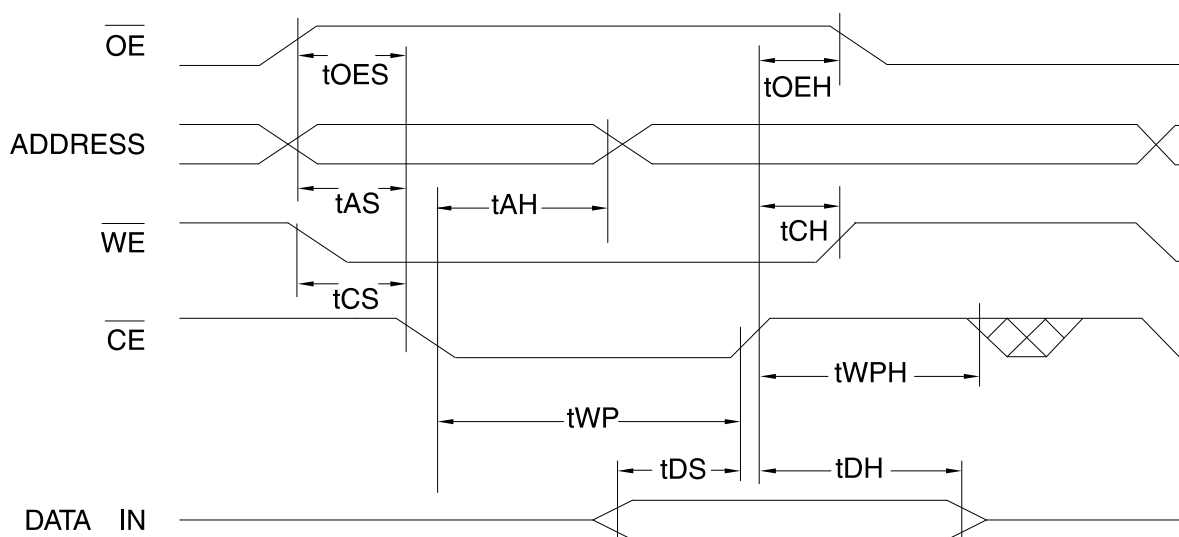 OE
tOES
tOEH
ADDRESS
tAS
tAH
tCH
WE
tCS
CE
tWPH
tWP
tDS
tDH
DATA IN